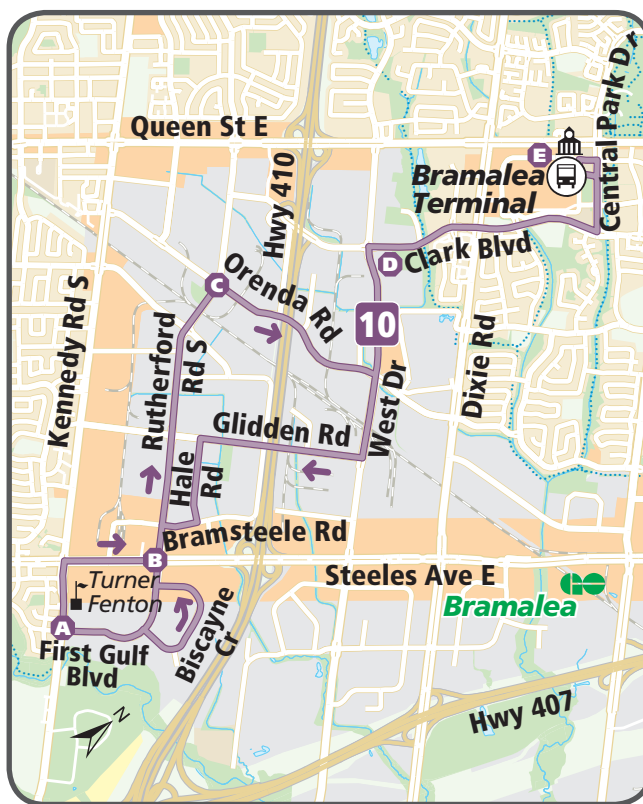 Queen St E
Central Park D
E
Bramalea
Terminal
Hwy 410
D
Clark Blvd
C
Orenda Rd
10
Kennedy Rd S
Rutherford
Rd S
Dixie Rd
West Dr
Glidden Rd
Hale
Rd
Bramsteele Rd
B
Steeles Ave E
Turner
Fenton
Bramalea
GO
A
First Gulf
Blvd
Biscayne
Cr
Hwy 407
N